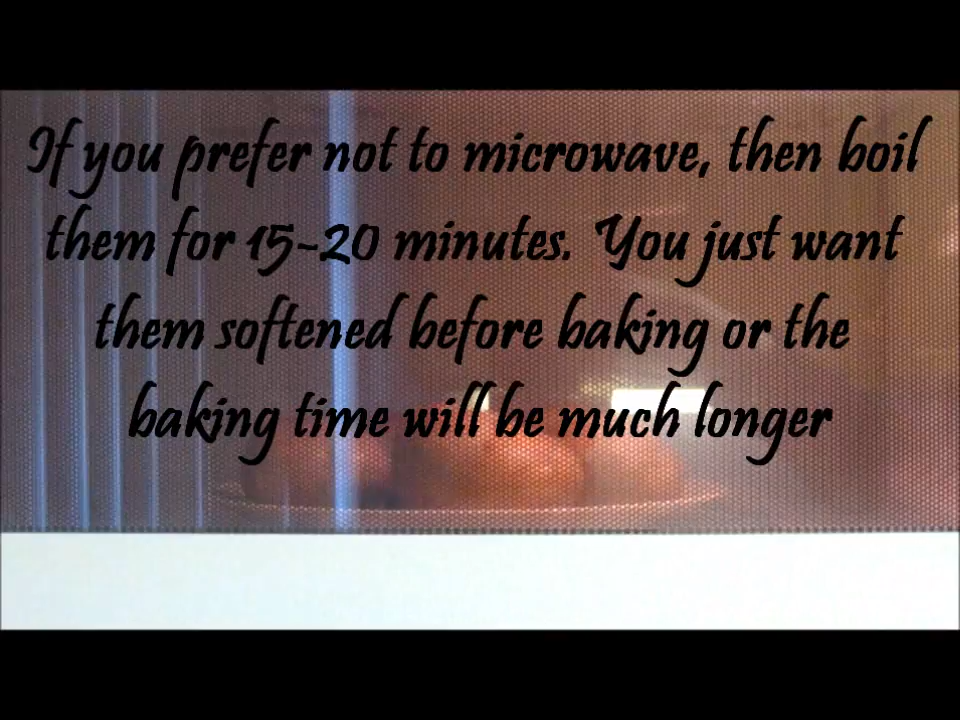 If you prefer not to microwave, then boil
them for 15-20 minutes. You just want
them softened before baking or the
baking time will be much longer